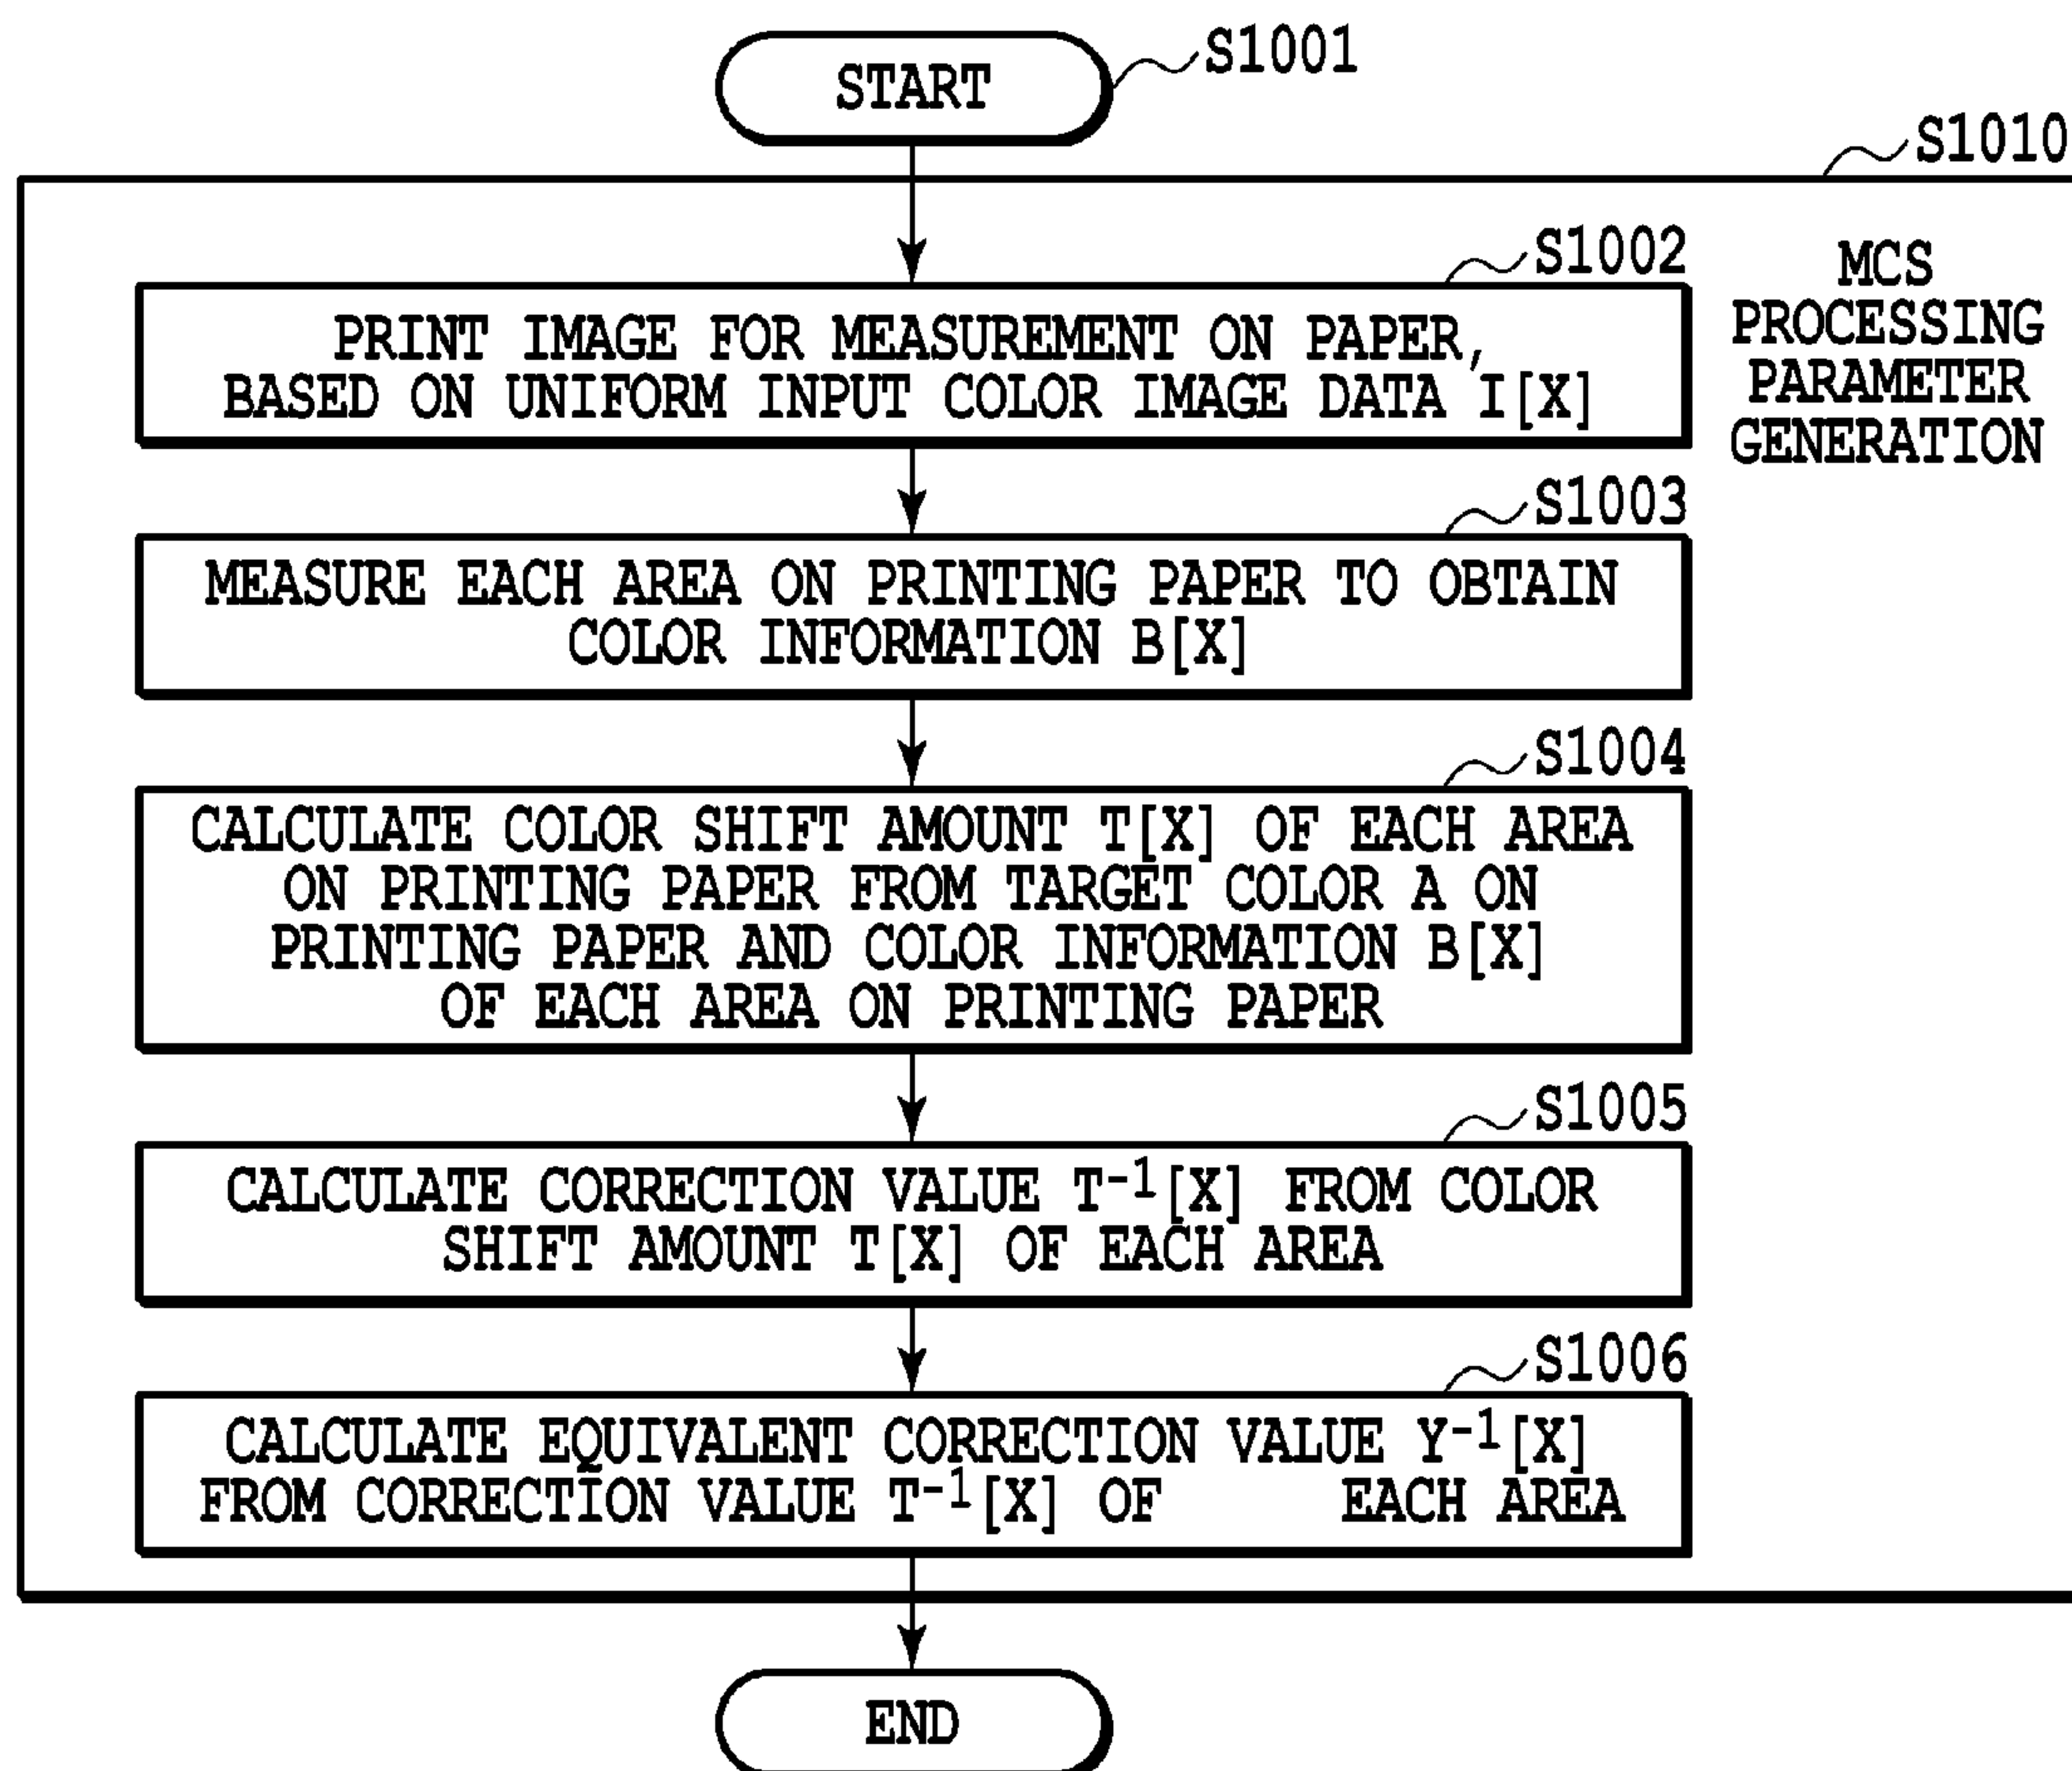 START
S1001
S1010
MCS
PROCESSING
PARAMETER
GENERATION
S1002
PRINT IMAGE FOR MEASUREMENT ON PAPER,
BASED ON UNIFORM INPUT COLOR IMAGE DATA I[X]
S1003
MEASURE EACH AREA ON PRINTING PAPER TO OBTAIN
COLOR INFORMATION B[X]
S1004
CALCULATE COLOR SHIFT AMOUNT T[X] OF EACH AREA
ON PRINTING PAPER FROM TARGET COLOR A ON
PRINTING PAPER AND COLOR INFORMATION B[X]
OF EACH AREA ON PRINTING PAPER
S1005
CALCULATE CORRECTION VALUE T⁻¹[X] FROM COLOR
SHIFT AMOUNT T[X] OF EACH AREA
S1006
CALCULATE EQUIVALENT CORRECTION VALUE Y⁻¹[X]
FROM CORRECTION VALUE T⁻¹[X] OF EACH AREA
END